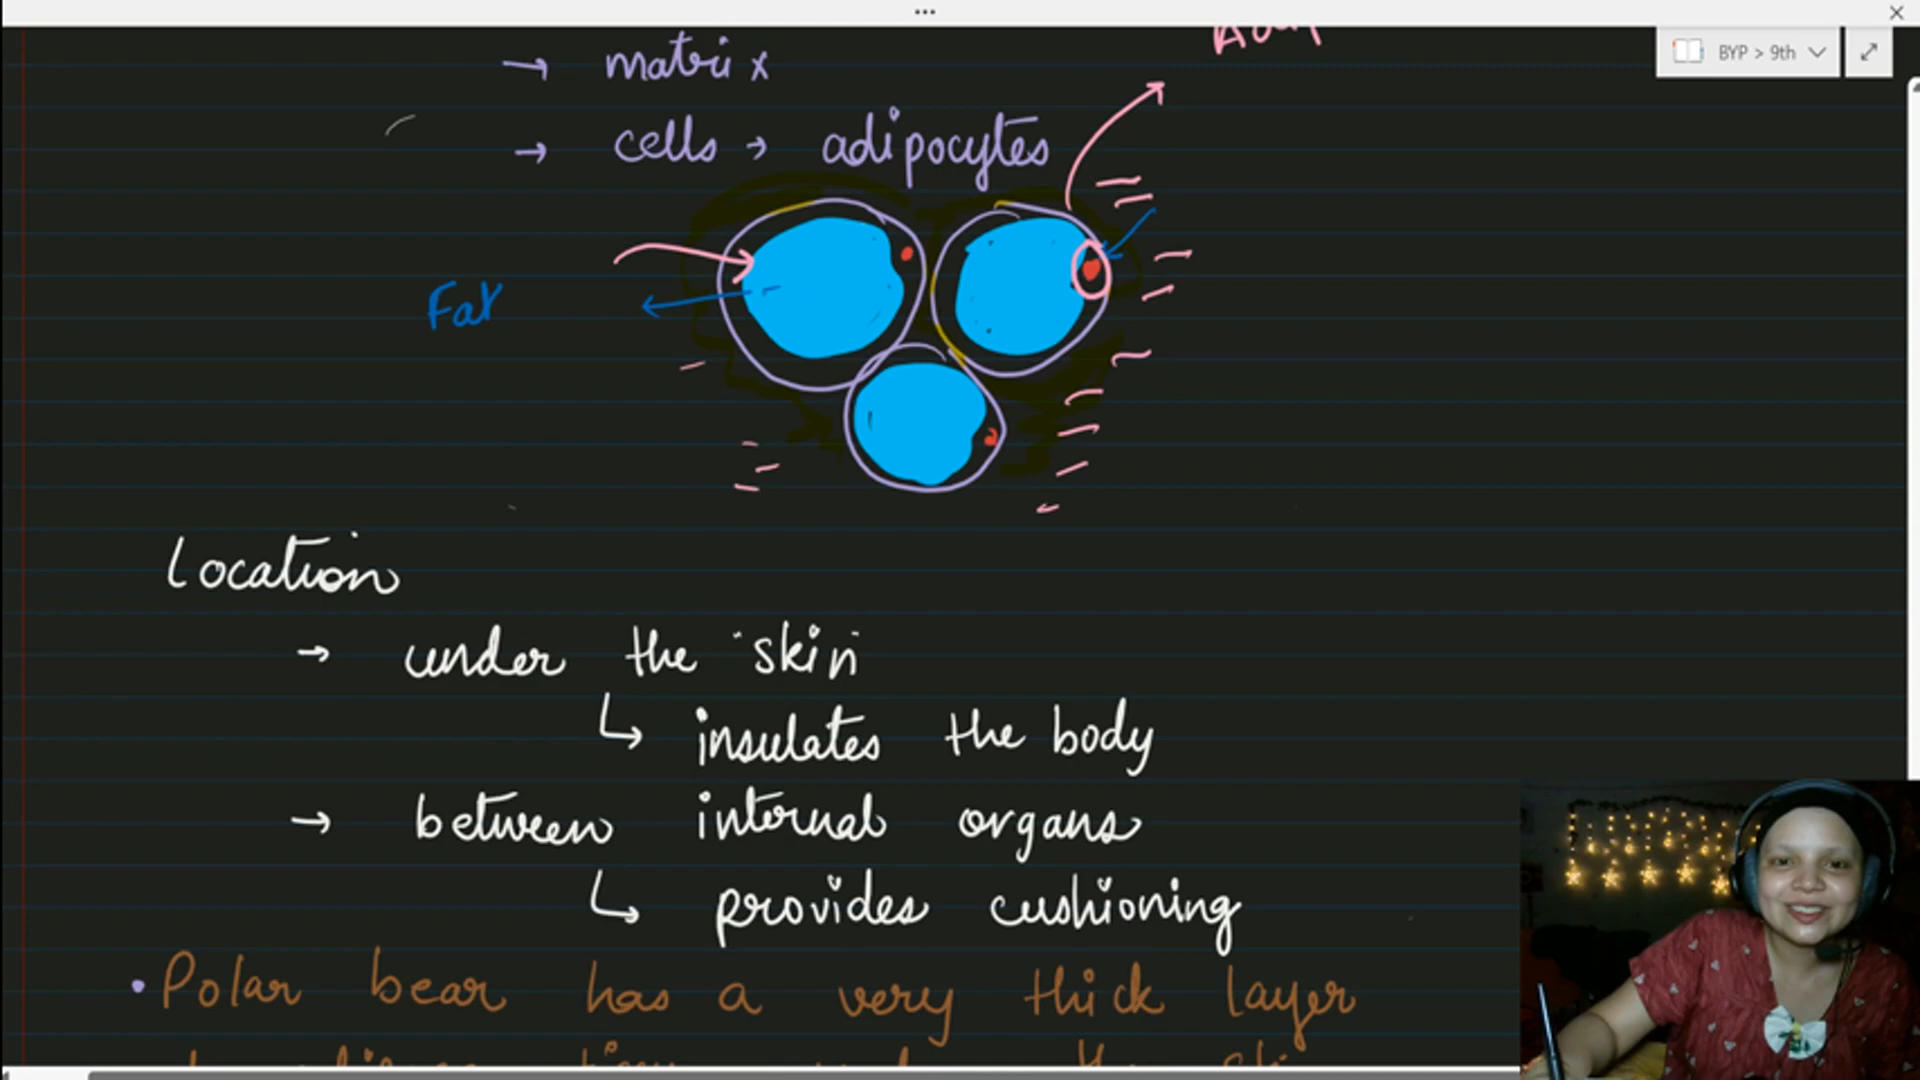 BYP > 9th
→ matrix
→ cells → adipocytes
Fat
Location
→ under the "skin"
↳ insulates the body
→ between internal organs
↳ provides cushioning
• Polar bear has a very thick layer